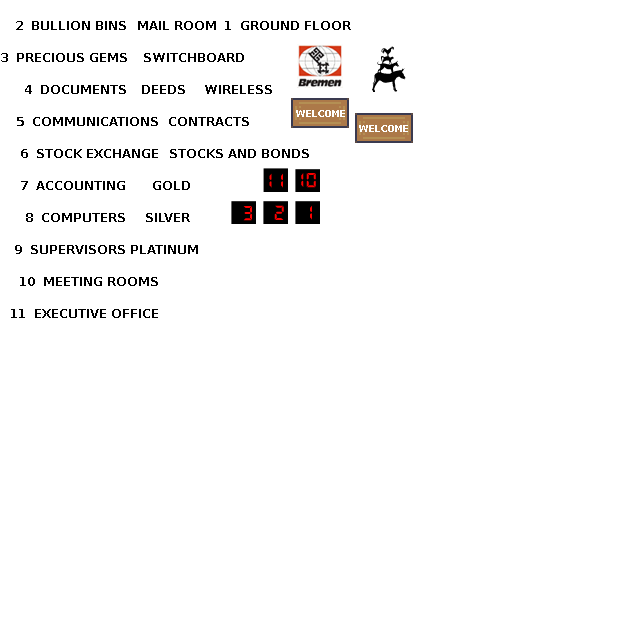 2 BULLION BINS MAIL ROOM 1 GROUND FLOOR
3 PRECIOUS GEMS SWITCHBOARD
Bremen
4 DOCUMENTS DEEDS WIRELESS
WELCOME
5 COMMUNICATIONS CONTRACTS
WELCOME
6 STOCK EXCHANGE STOCKS AND BONDS
7 ACCOUNTING GOLD 11 10
8 COMPUTERS SILVER 3 2 1
9 SUPERVISORS PLATINUM
10 MEETING ROOMS
11 EXECUTIVE OFFICE